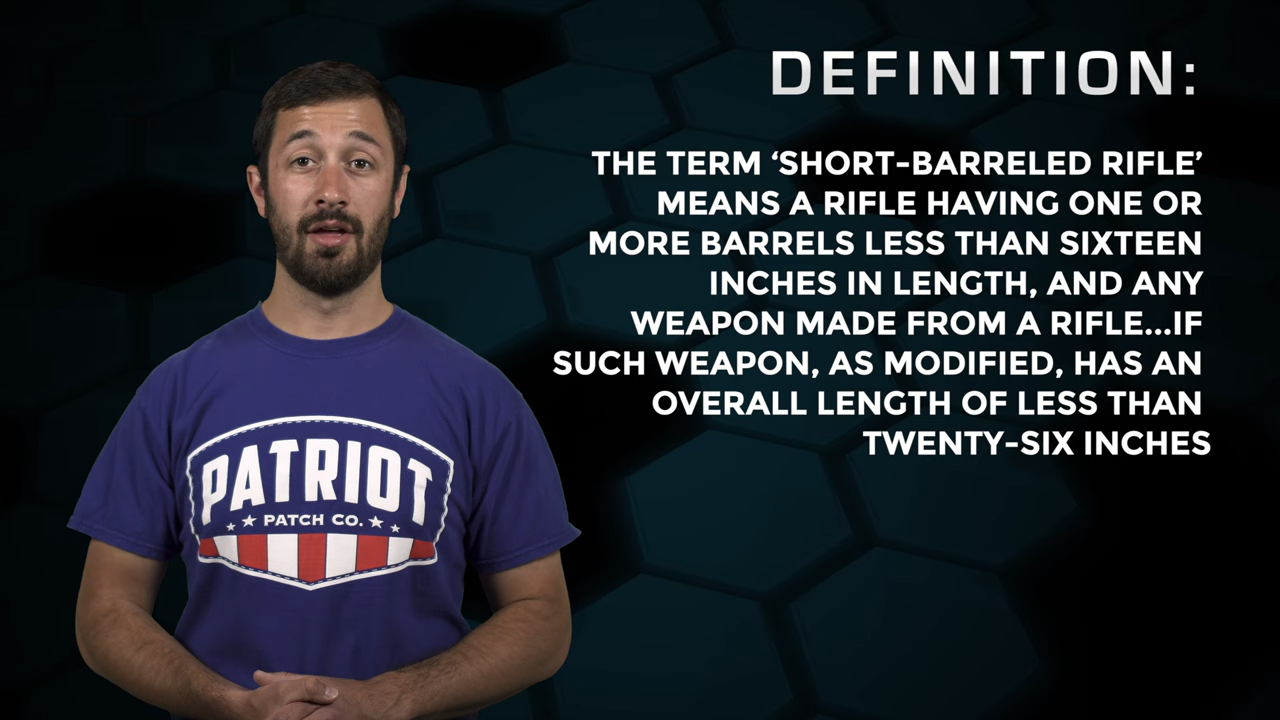 DEFINITION:
THE TERM ‘SHORT-BARRELED RIFLE’
MEANS A RIFLE HAVING ONE OR
MORE BARRELS LESS THAN SIXTEEN
INCHES IN LENGTH, AND ANY
WEAPON MADE FROM A RIFLE...IF
SUCH WEAPON, AS MODIFIED, HAS AN
OVERALL LENGTH OF LESS THAN
TWENTY-SIX INCHES
PATRIOT
PATCH CO.